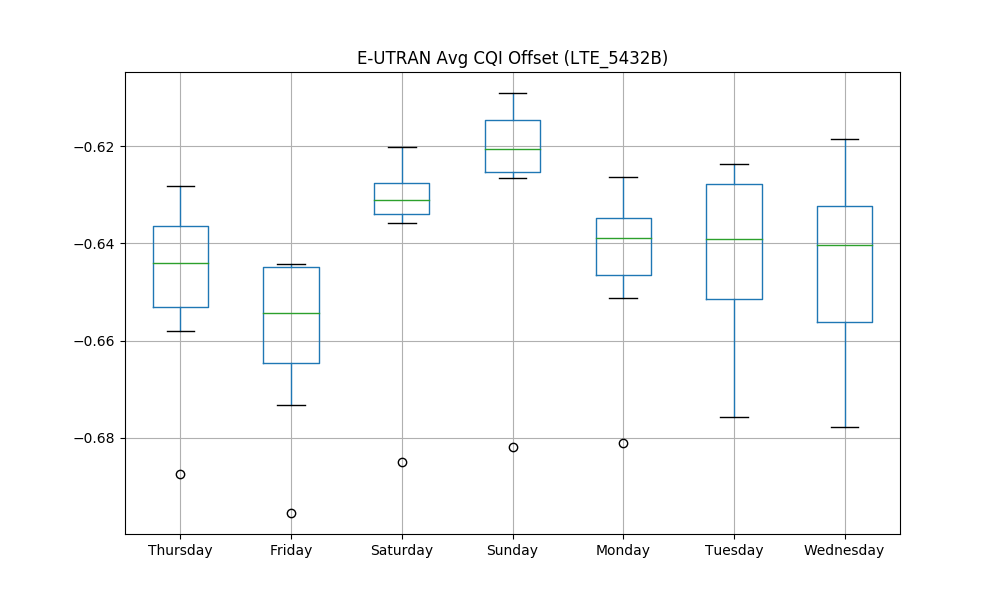 E-UTRAN Avg CQI Offset (LTE_5432B)
−0.62
−0.64
−0.66
−0.68
Thursday Friday Saturday Sunday Monday Tuesday Wednesday